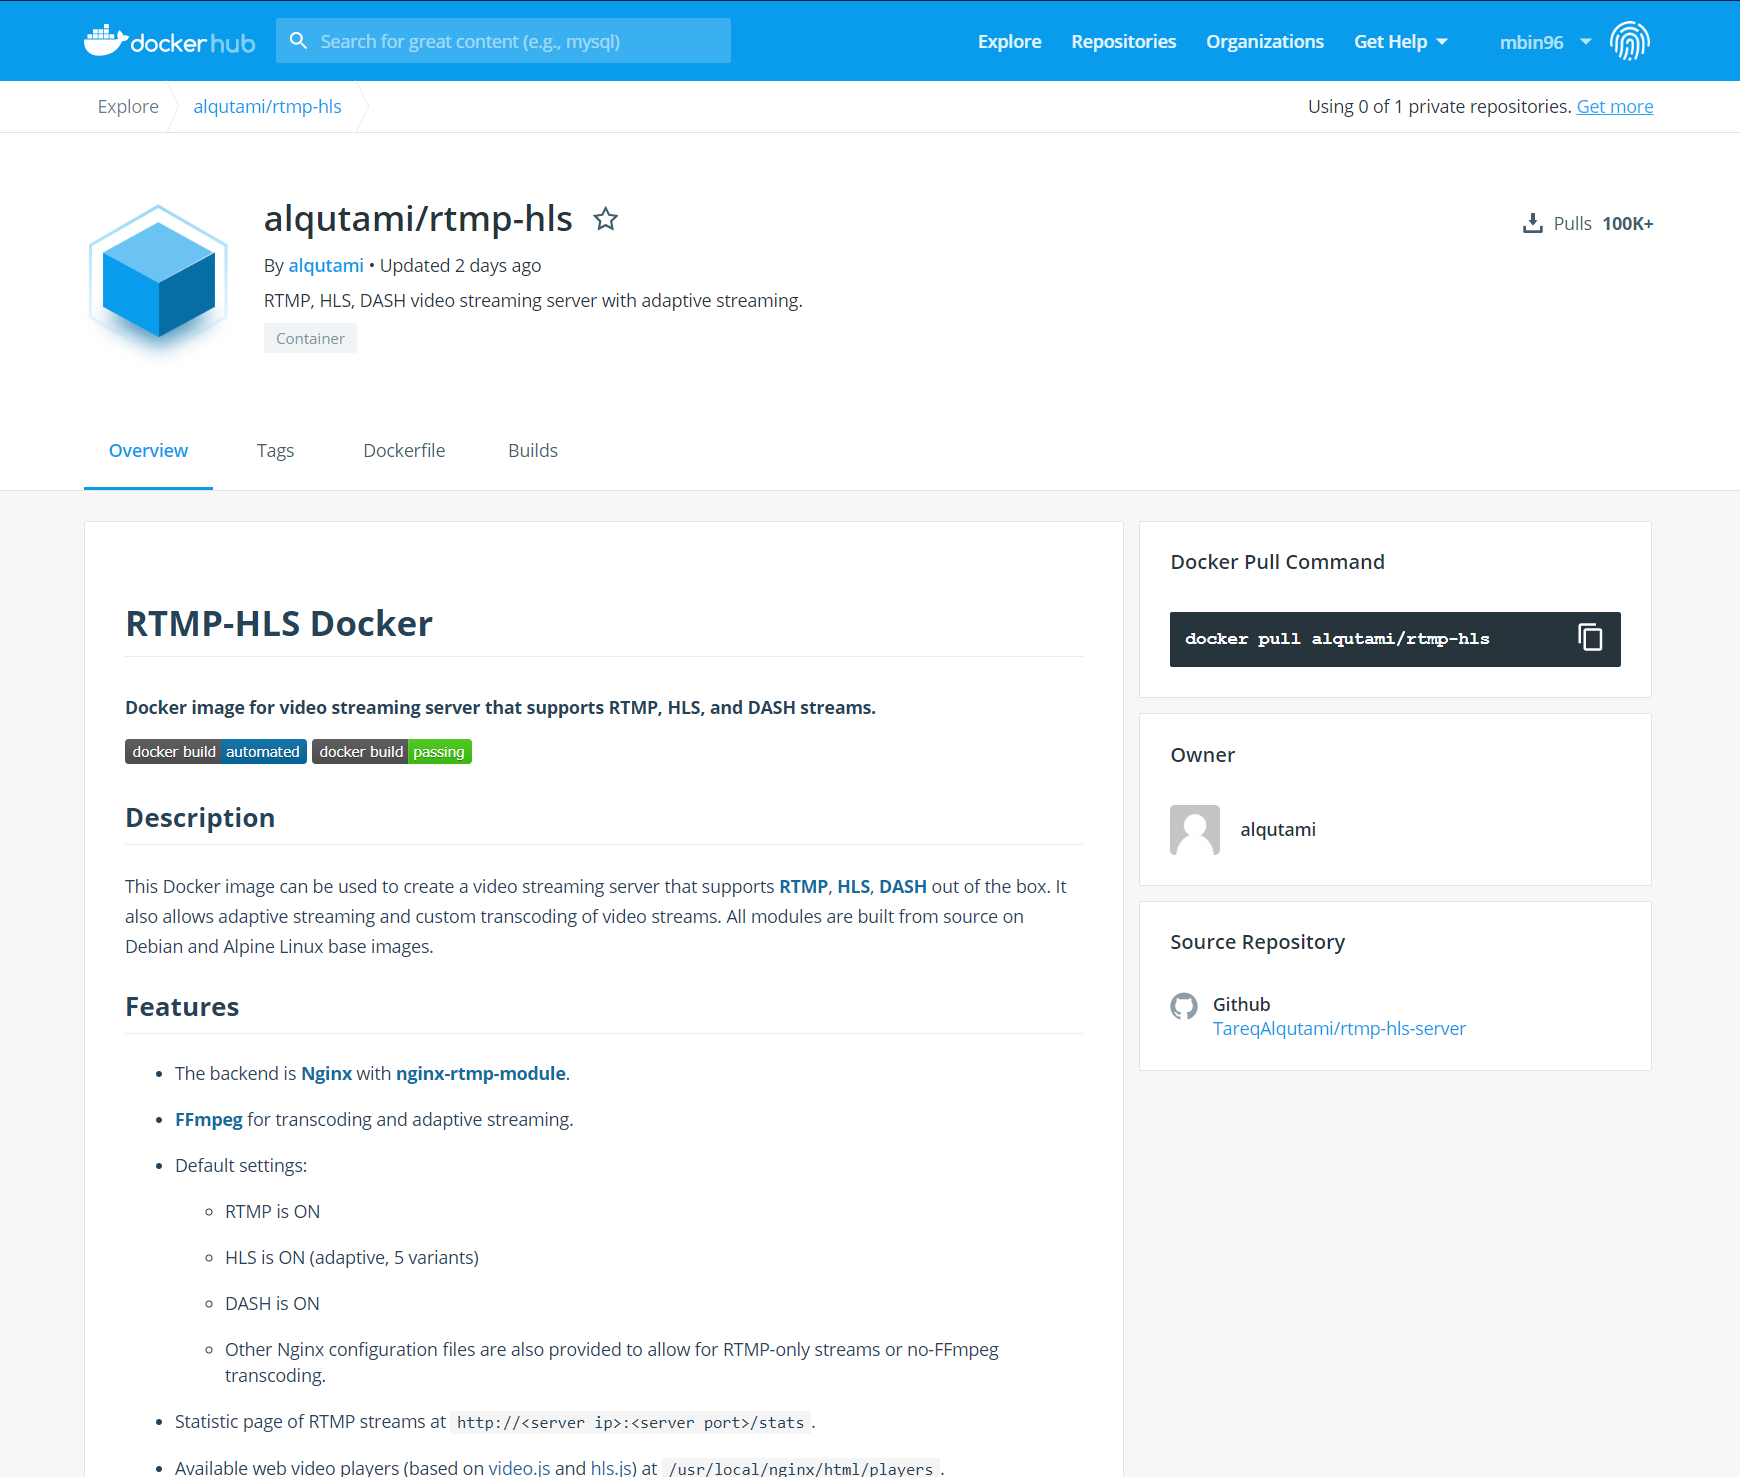 docker hub
Search for great content (e.g., mysql)
Explore
Repositories
Organizations
Get Help
mbin96
Explore
alqutami/rtmp-hls
Using 0 of 1 private repositories. Get more
alqutami/rtmp-hls
Pulls 100K+
By alqutami • Updated 2 days ago
RTMP, HLS, DASH video streaming server with adaptive streaming.
Container
Overview
Tags
Dockerfile
Builds
RTMP-HLS Docker
Docker image for video streaming server that supports RTMP, HLS, and DASH streams.
docker build automated docker build passing
Description
This Docker image can be used to create a video streaming server that supports RTMP, HLS, DASH out of the box. It
also allows adaptive streaming and custom transcoding of video streams. All modules are built from source on
Debian and Alpine Linux base images.
Features
• The backend is Nginx with nginx-rtmp-module.
• FFmpeg for transcoding and adaptive streaming.
• Default settings:
◦ RTMP is ON
◦ HLS is ON (adaptive, 5 variants)
◦ DASH is ON
◦ Other Nginx configuration files are also provided to allow for RTMP-only streams or no-FFmpeg
transcoding.
• Statistic page of RTMP streams at http://<server ip>:<server port>/stats .
• Available web video players (based on video.js and hls.js) at /usr/local/nginx/html/players .
Docker Pull Command
docker pull alqutami/rtmp-hls
Owner
alqutami
Source Repository
Github
TareqAlqutami/rtmp-hls-server